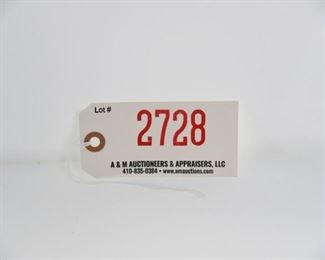 Lot #
2728
A & M AUCTIONEERS & APPRAISERS, LLC
410-835-0384 • www.amauctions.com